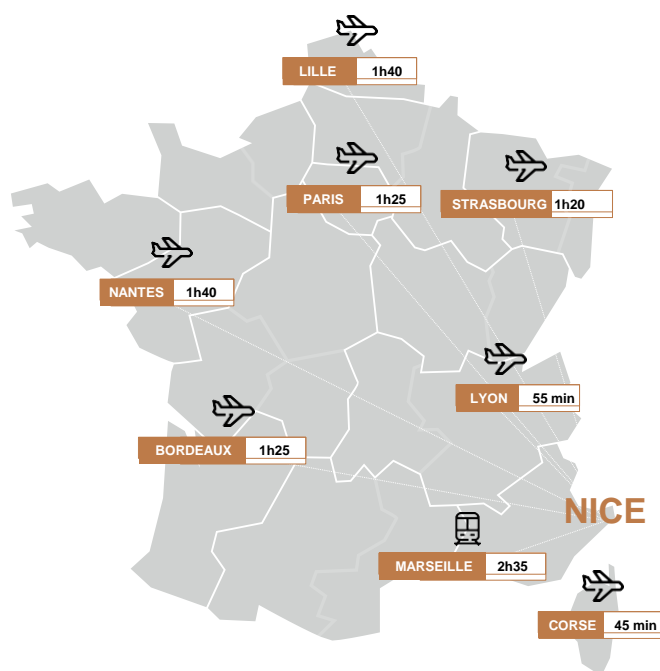 LILLE 1h40
PARIS 1h25
STRASBOURG 1h20
NANTES 1h40
LYON 55 min
BORDEAUX 1h25
NICE
MARSEILLE 2h35
CORSE 45 min